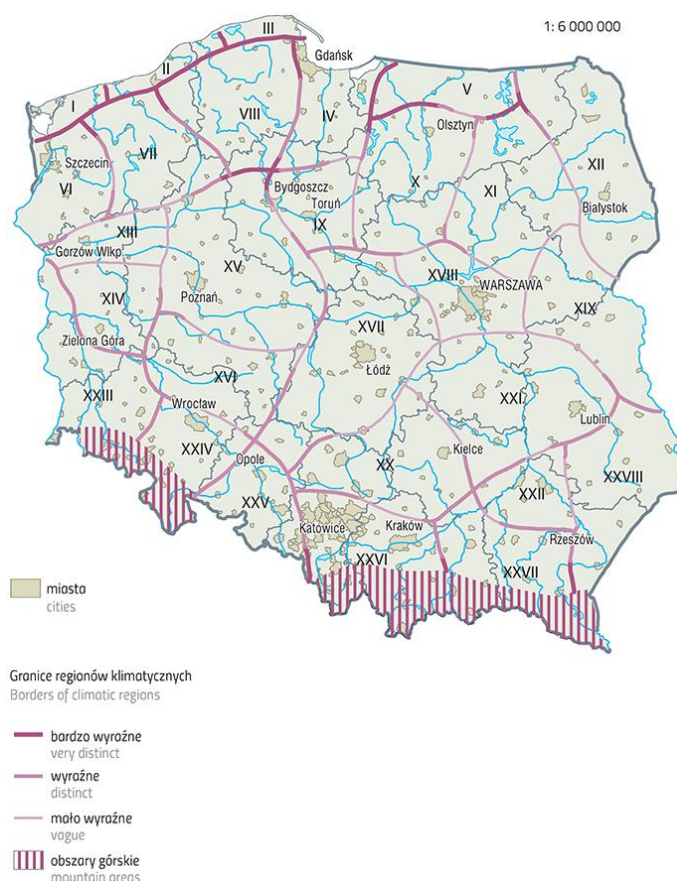 1: 6 000 000
III
Gdańsk
II
I
V
VIII
IV
Olsztyn
VII
Szczecin
XII
VI
X
XI
Bydgoszcz
Toruń
Białystok
IX
XIII
Gorzów Wlkp.
XV
XVIII
WARSZAWA
Poznań
XIV
XIX
XVII
Zielona Góra
Łódź
XVI
XXIII
Wrocław
XXI
Lublin
XXIV
Kielce
Opole
XX
XXVIII
XXV
XXII
Katowice
Kraków
Rzeszów
XXVI
XXVII
miasta
cities
Granice regionów klimatycznych
Borders of climatic regions
bardzo wyraźne
very distinct
wyraźne
distinct
mało wyraźne
vague
obszary górskie
mountain areas